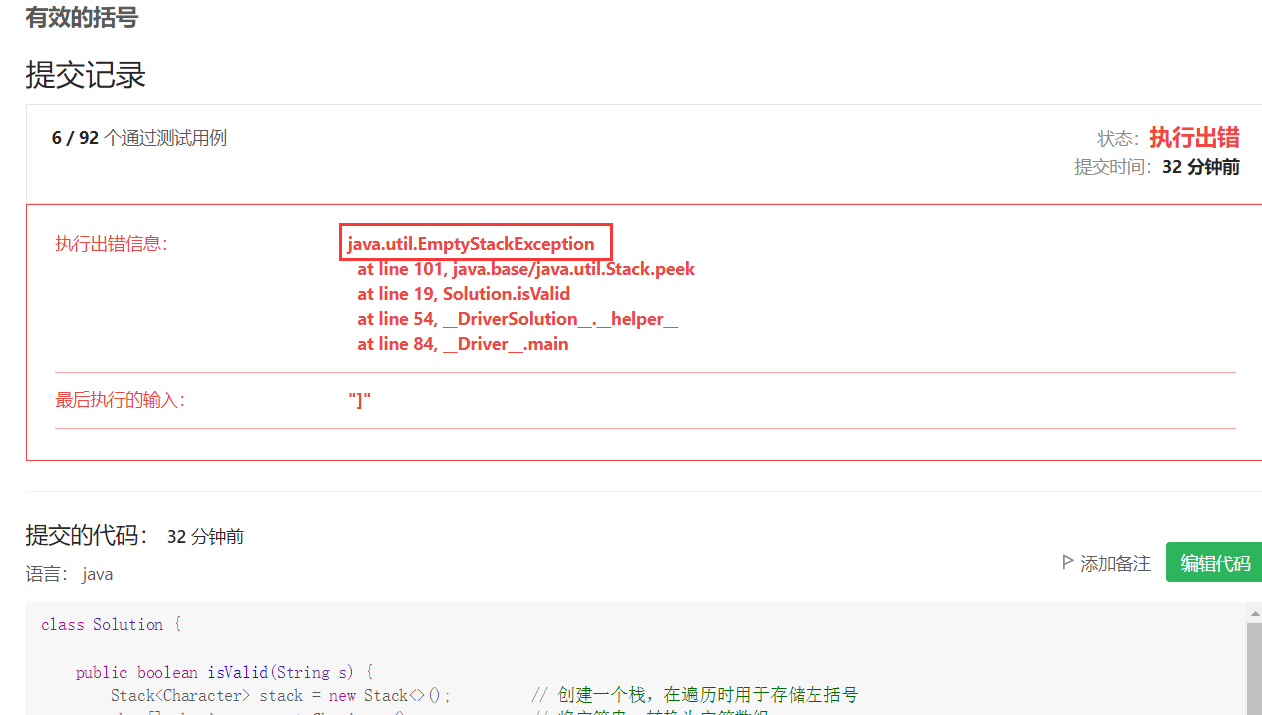 有效的括号
提交记录
6 / 92 个通过测试用例
状态：执行出错
提交时间：32 分钟前
执行出错信息：
java.util.EmptyStackException
at line 101, java.base/java.util.Stack.peek
at line 19, Solution.isValid
at line 54, __DriverSolution__.__helper__
at line 84, __Driver__.main
最后执行的输入：
"]"
提交的代码： 32 分钟前
语言： java
添加备注
编辑代码
class Solution {
public boolean isValid(String s) {
Stack<Character> stack = new Stack<>(); // 创建一个栈，在遍历时用于存储左括号